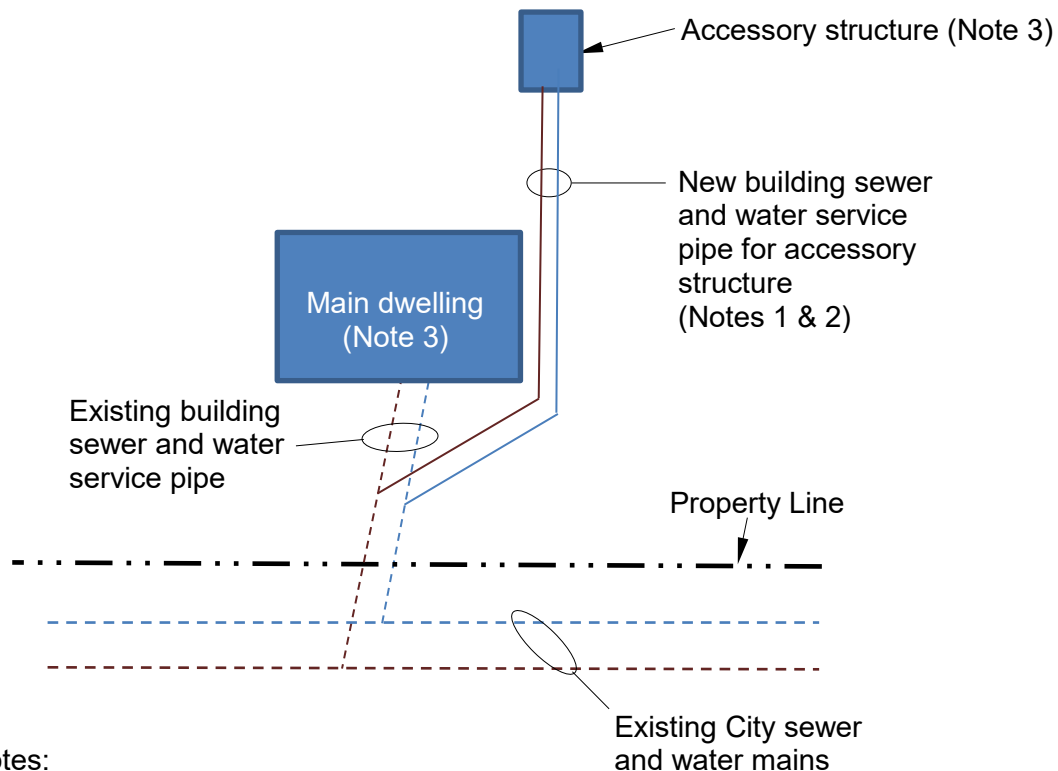 Accessory structure (Note 3)
New building sewer
and water service
pipe for accessory
structure
(Notes 1 & 2)
Main dwelling
(Note 3)
Existing building
sewer and water
service pipe
Property Line
Existing City sewer
and water mains
otes: